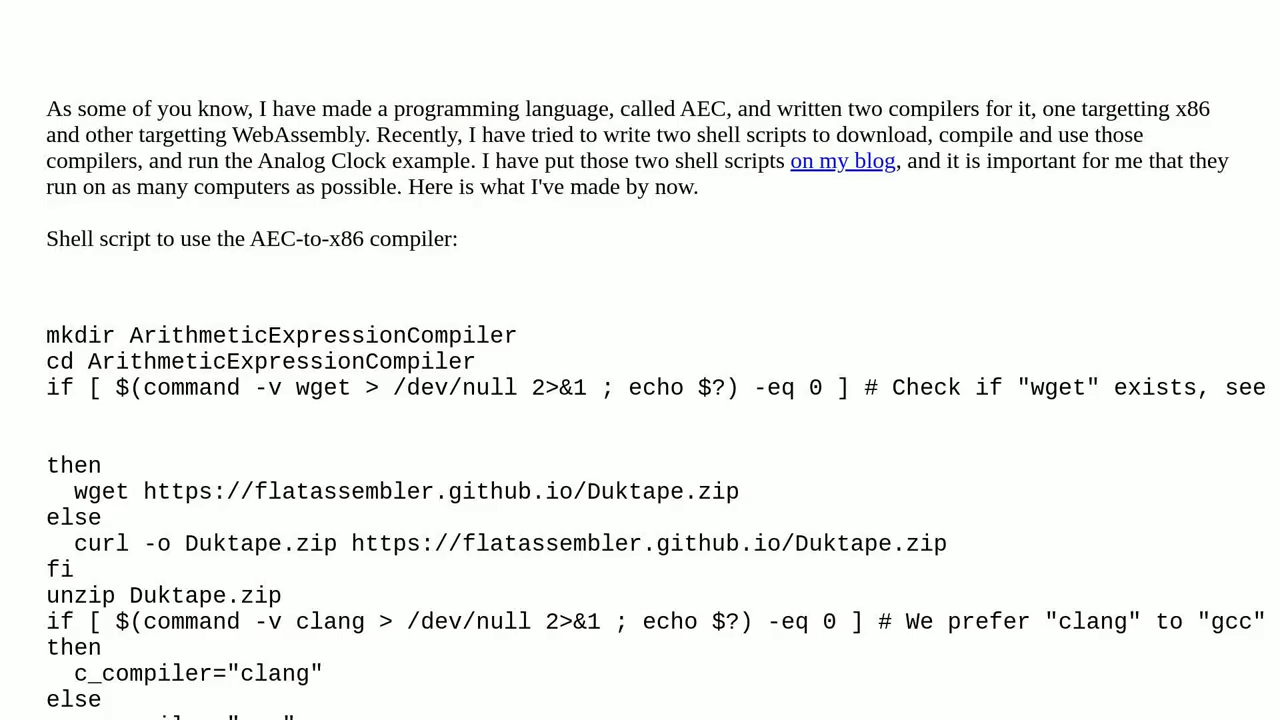 As some of you know, I have made a programming language, called AEC, and written two compilers for it, one targetting x86
and other targetting WebAssembly. Recently, I have tried to write two shell scripts to download, compile and use those
compilers, and run the Analog Clock example. I have put those two shell scripts on my blog, and it is important for me that they
run on as many computers as possible. Here is what I've made by now.
Shell script to use the AEC-to-x86 compiler:
mkdir ArithmeticExpressionCompiler
cd ArithmeticExpressionCompiler
if [ $(command -v wget > /dev/null 2>&1 ; echo $?) -eq 0 ] # Check if "wget" exists, see
then
  wget https://flatassembler.github.io/Duktape.zip
else
  curl -o Duktape.zip https://flatassembler.github.io/Duktape.zip
fi
unzip Duktape.zip
if [ $(command -v clang > /dev/null 2>&1 ; echo $?) -eq 0 ] # We prefer "clang" to "gcc"
then
  c_compiler="clang"
else